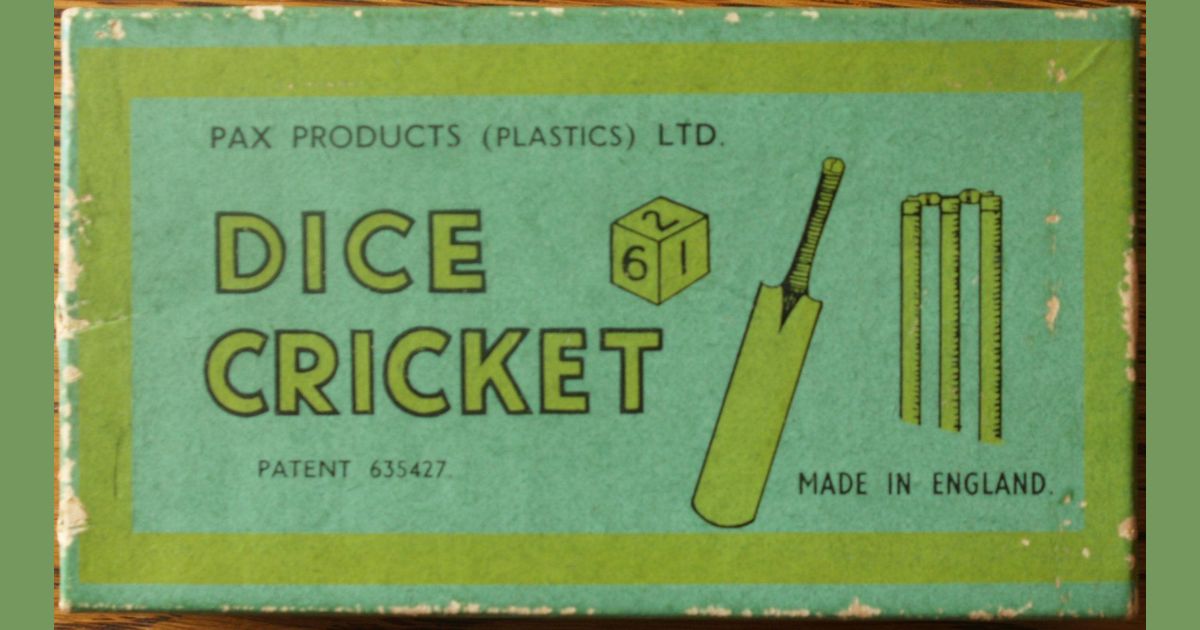 PAX PRODUCTS (PLASTICS) LTD.
DICE
2
6 1
CRICKET
PATENT 635427.
MADE IN ENGLAND.